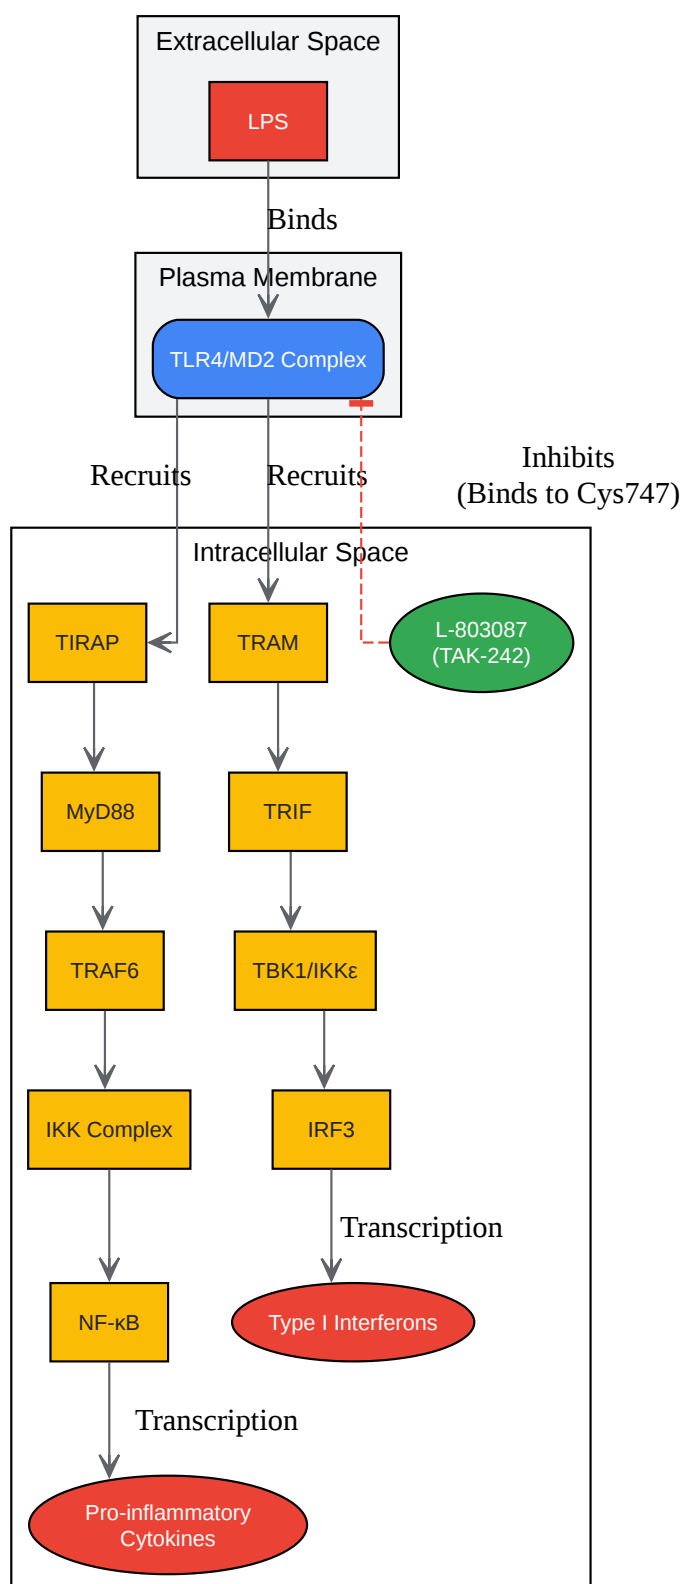 Extracellular Space
LPS
Binds
Plasma Membrane
TLR4/MD2 Complex
Recruits
Recruits
Inhibits
(Binds to Cys747)
Intracellular Space
TIRAP
TRAM
L-803087
(TAK-242)
MyD88
TRIF
TRAF6
TBK1/IKKε
IKK Complex
IRF3
Transcription
NF-κB
Type I Interferons
Transcription
Pro-inflammatory
Cytokines